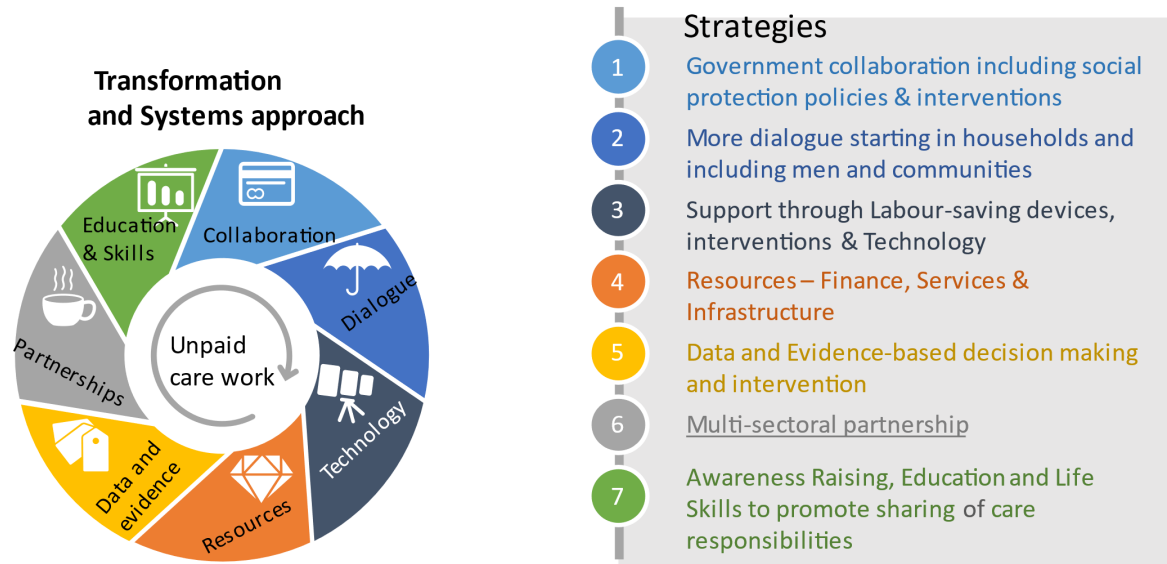 Transformation
and Systems approach
Education
& Skills
Collaboration
Dialogue
Technology
Resources
Data and
evidence
Partnerships
Unpaid
care work
Strategies
1
Government collaboration including social
protection policies & interventions
2
More dialogue starting in households and
including men and communities
3
Support through Labour-saving devices,
interventions & Technology
4
Resources – Finance, Services &
Infrastructure
5
Data and Evidence-based decision making
and intervention
6
Multi-sectoral partnership
7
Awareness Raising, Education and Life
Skills to promote sharing of care
responsibilities